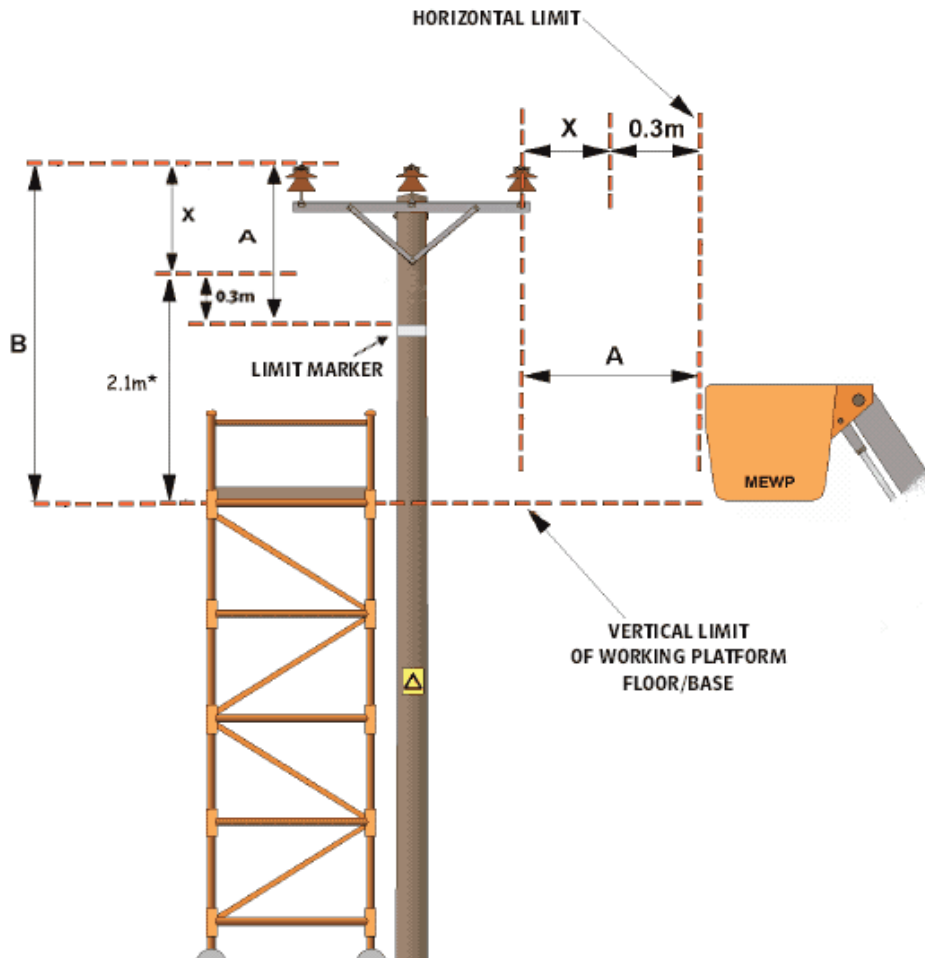 HORIZONTAL LIMIT
X
0.3m
X
A
0.3m
B
LIMIT MARKER
A
2.1m*
MEWP
VERTICAL LIMIT
OF WORKING PLATFORM
FLOOR/BASE